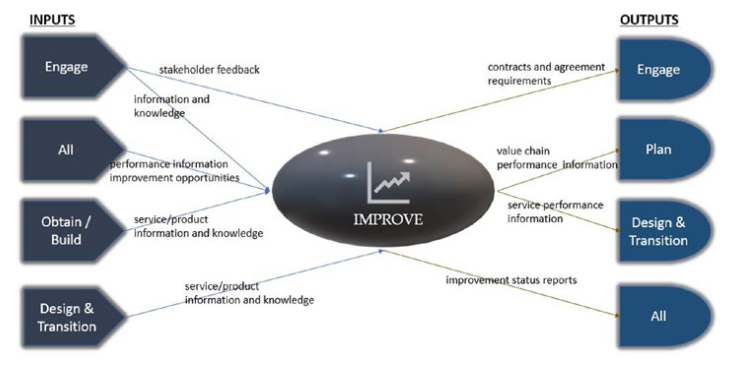 INPUTS
OUTPUTS
Engage
stakeholder feedback
information and
knowledge
All
performance information
improvement opportunities
Obtain /
Build
service/product
information and knowledge
Design &
Transition
service/product
information and knowledge
IMPROVE
contracts and agreement
requirements
Engage
value chain
performance information
Plan
service performance
information
Design &
Transition
improvement status reports
All